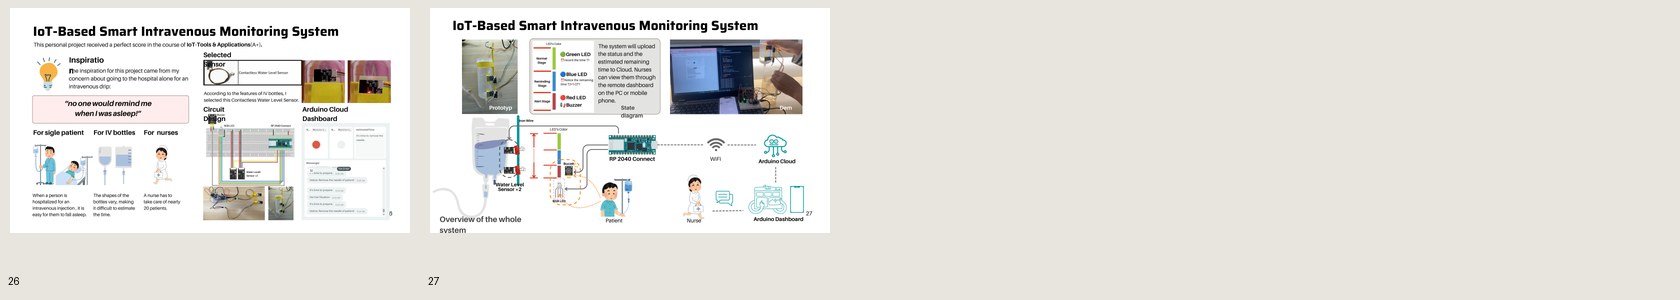 IoT-Based Smart Intravenous Monitoring System
This personal project received a perfect score in the course of IoT-Tools & Applications(A+).
Inspiratio
n
The inspiration for this project came from my
concern about going to the hospital alone for an
intravenous drip:
"no one would remind me
when I was asleep!"
For sigle patient
For IV bottles
For nurses
When a person is
hospitalized for an
intravenous injection, it is
easy for them to fall asleep.
The shapes of the
bottles vary, making
it difficult to estimate
the time.
A nurse has to
take care of nearly
20 patients.
Selected
Sensor
Contactless Water Level Sensor
According to the features of IV bottles, I
selected this Contactless Water Level Sensor.
Circuit
Design
Arduino Cloud
Dashboard
26
IoT-Based Smart Intravenous Monitoring System
Prototyp
Normal
Stage
Reminding
Stage
Alert Stage
Green LED
Blue LED
Red LED
Buzzer
The system will upload
the status and the
estimated remaining
time to Cloud. Nurses
can view them through
the remote dashboard
on the PC or mobile
phone.
State
diagram
Dem
Water Level
Sensor ×2
Buzzer
RP 2040 Connect
WiFi
Arduino Cloud
Patient
Nurse
Arduino Dashboard
27
Overview of the whole
system
27